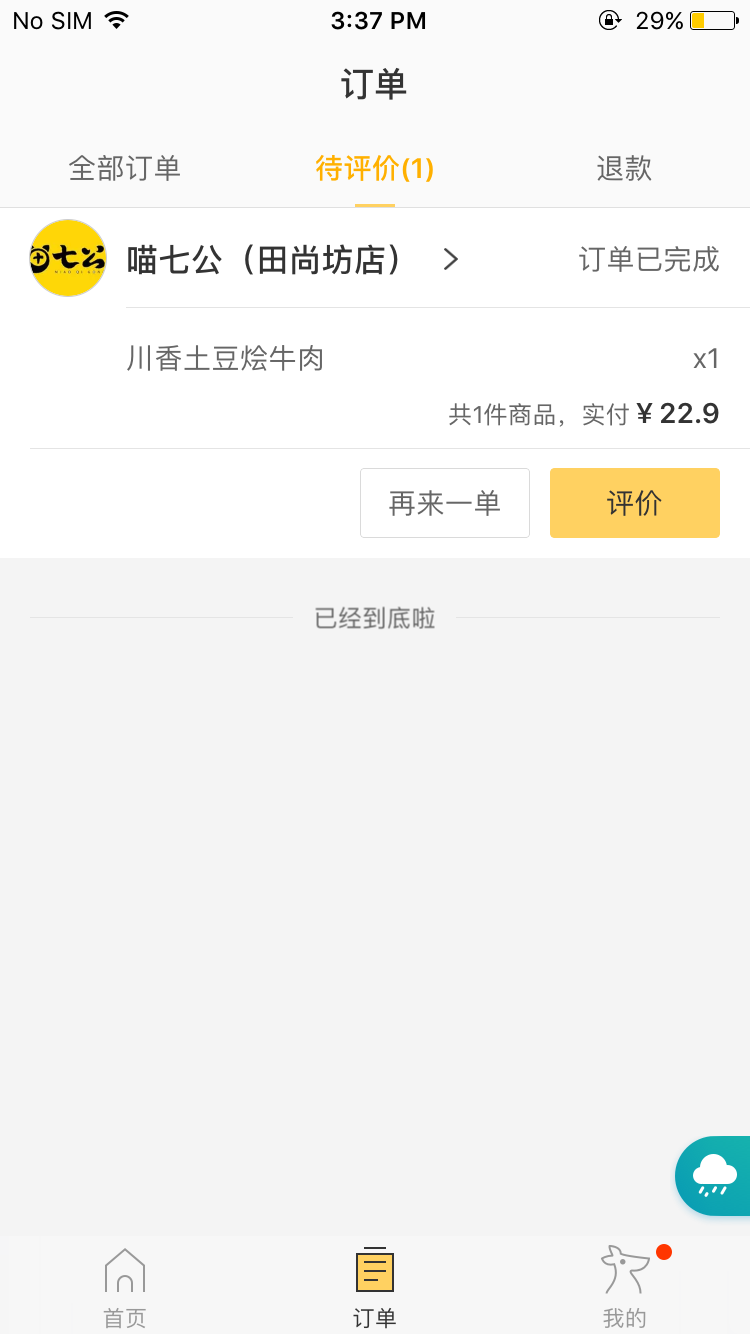 No SIM 3:37 PM 29%
订单
全部订单 待评价(1) 退款
七公
喵七公（田尚坊店） 订单已完成
川香土豆烩牛肉 x1
共1件商品，实付 ¥ 22.9
再来一单 评价
已经到底啦
首页 订单 我的